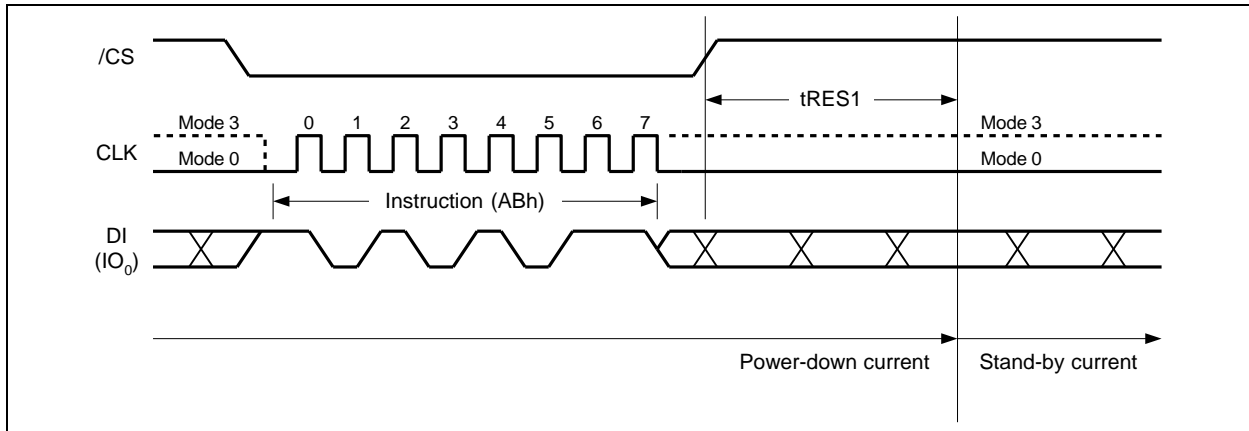 /CS
tRES1
Mode 3 0 1 2 3 4 5 6 7 Mode 3
CLK
Mode 0 Mode 0
Instruction (ABh)
DI
(IO₀)
Power-down current Stand-by current